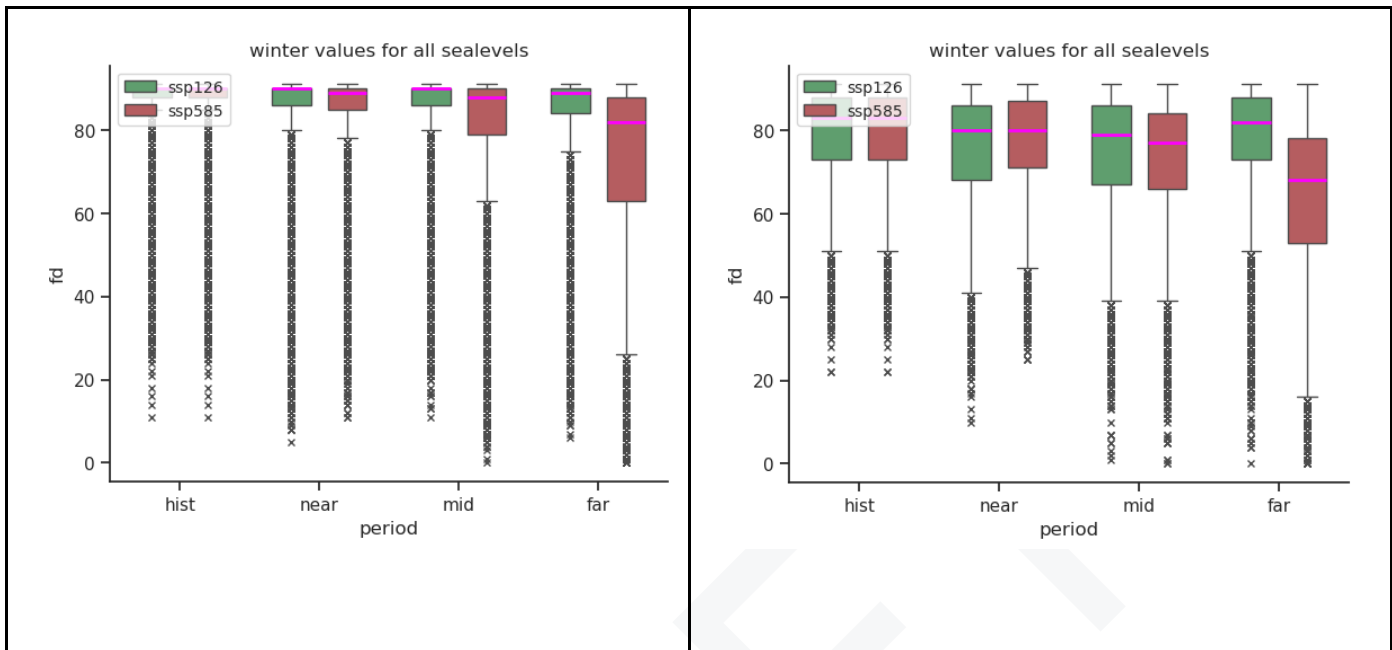 winter values for all sealevels
ssp126
ssp585
fd
80
60
40
20
0
hist near mid far
period
winter values for all sealevels
ssp126
ssp585
fd
80
60
40
20
0
hist near mid far
period